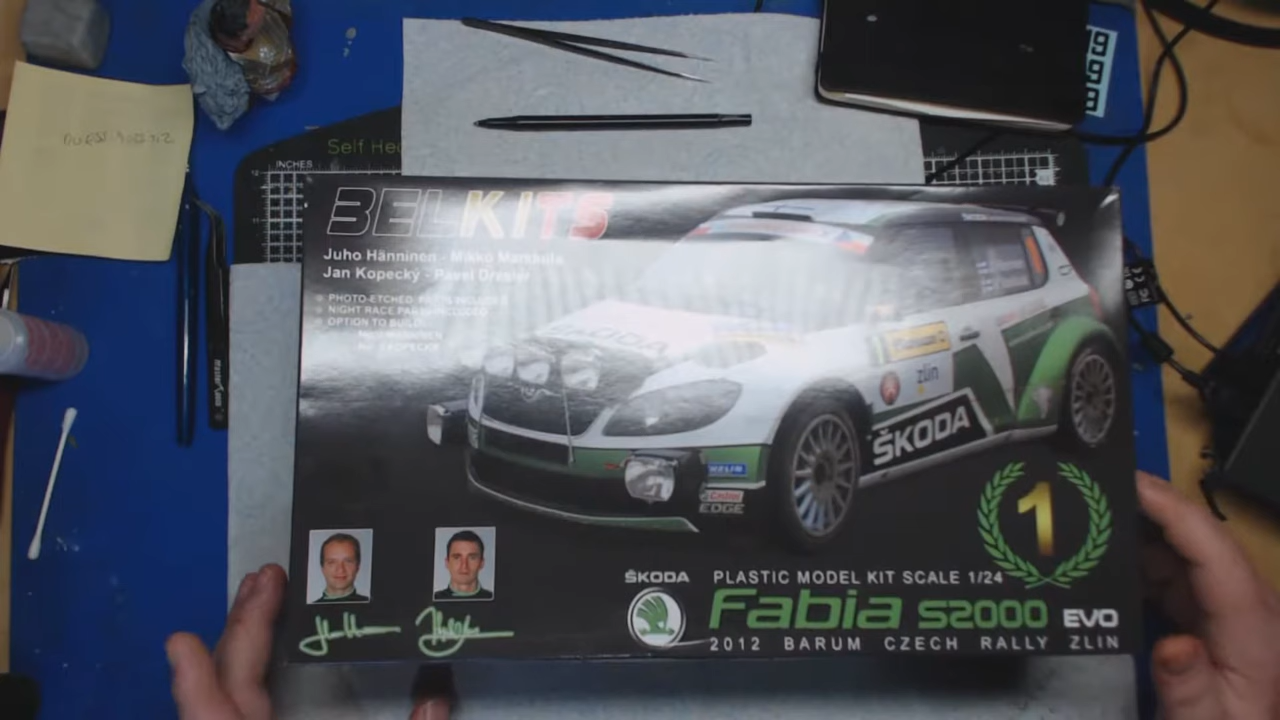 Self Hea
INCHES
BELKITS
Juho Hänninen - Mikko Markkula
Jan Kopecký - Pavel Dresler
PHOTO-ETCHED PARTS INCLUDED
NIGHT RACE PARTS INCLUDED
OPTION TO BUILD
ŠKODA
zlín
ŠKODA
Castrol
EDGE
1
ŠKODA
PLASTIC MODEL KIT SCALE 1/24
Fabia S2000 EVO
2012 BARUM CZECH RALLY ZLIN